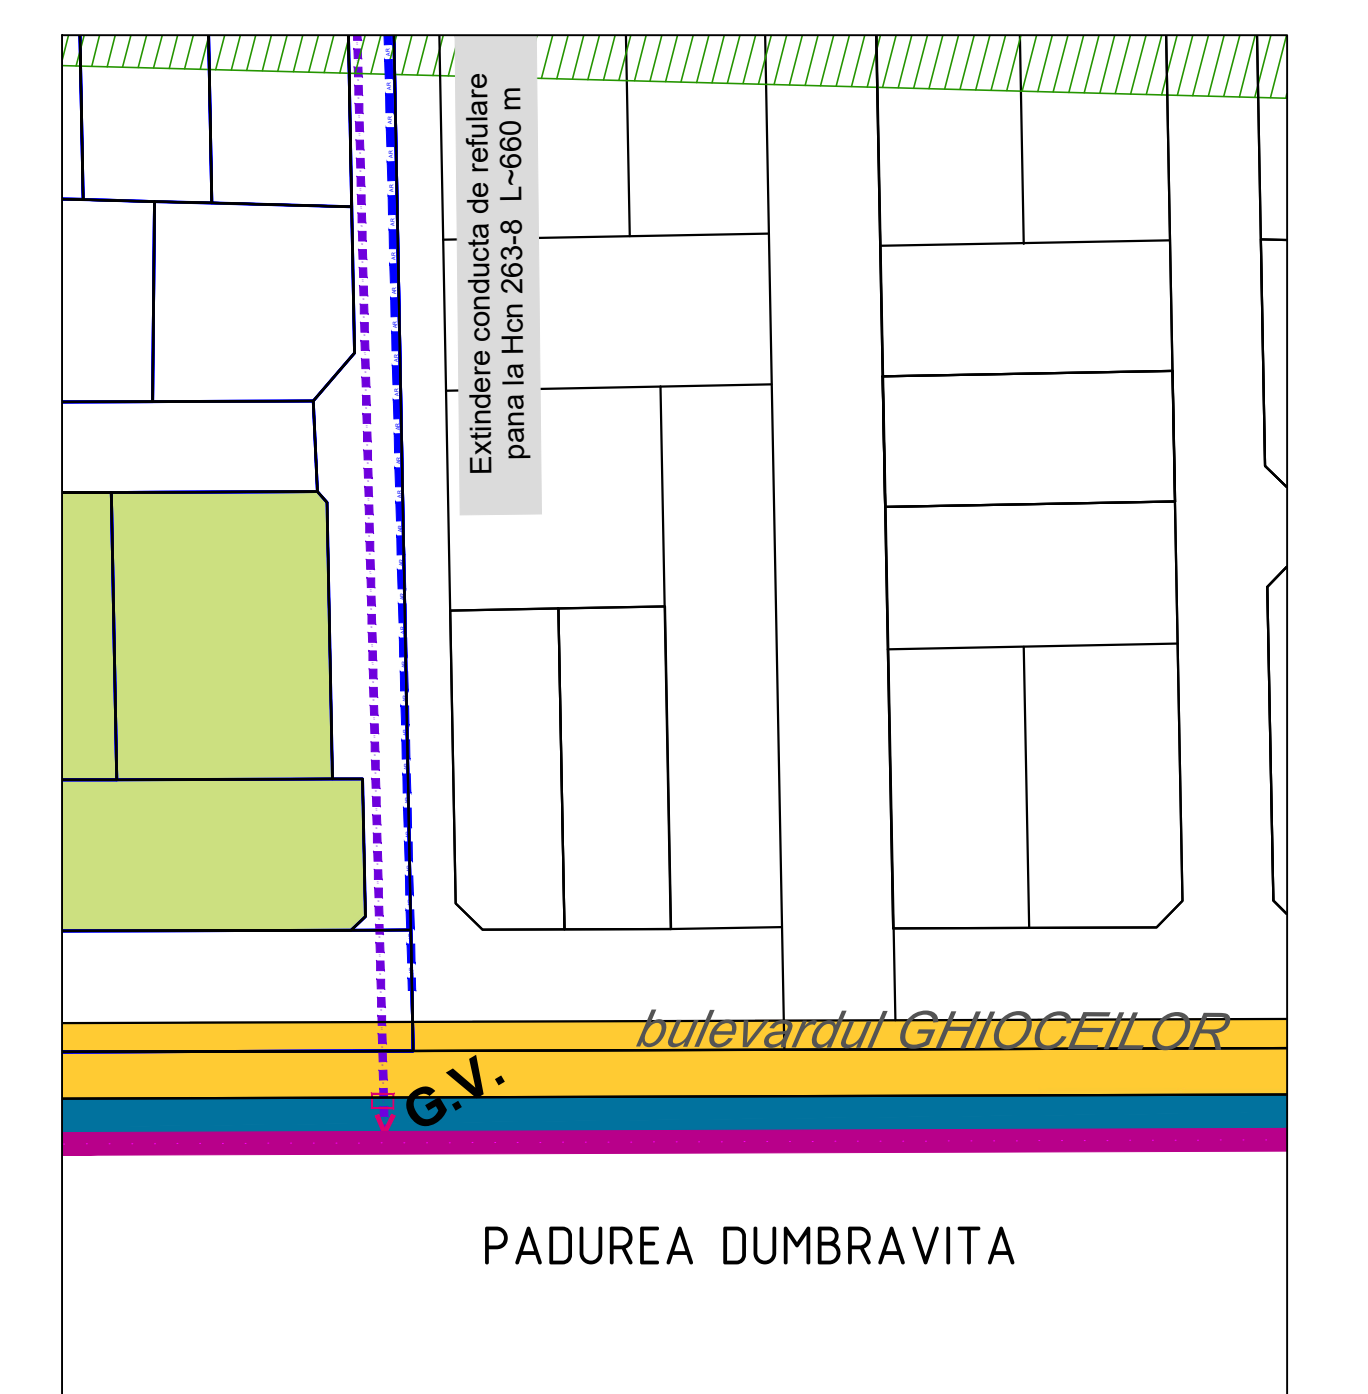 Extindere conducta de refulare
pana la Hcn 263-8 L~660 m
bulevardul GHIOCEILOR
G.V.
PADUREA DUMBRAVITA